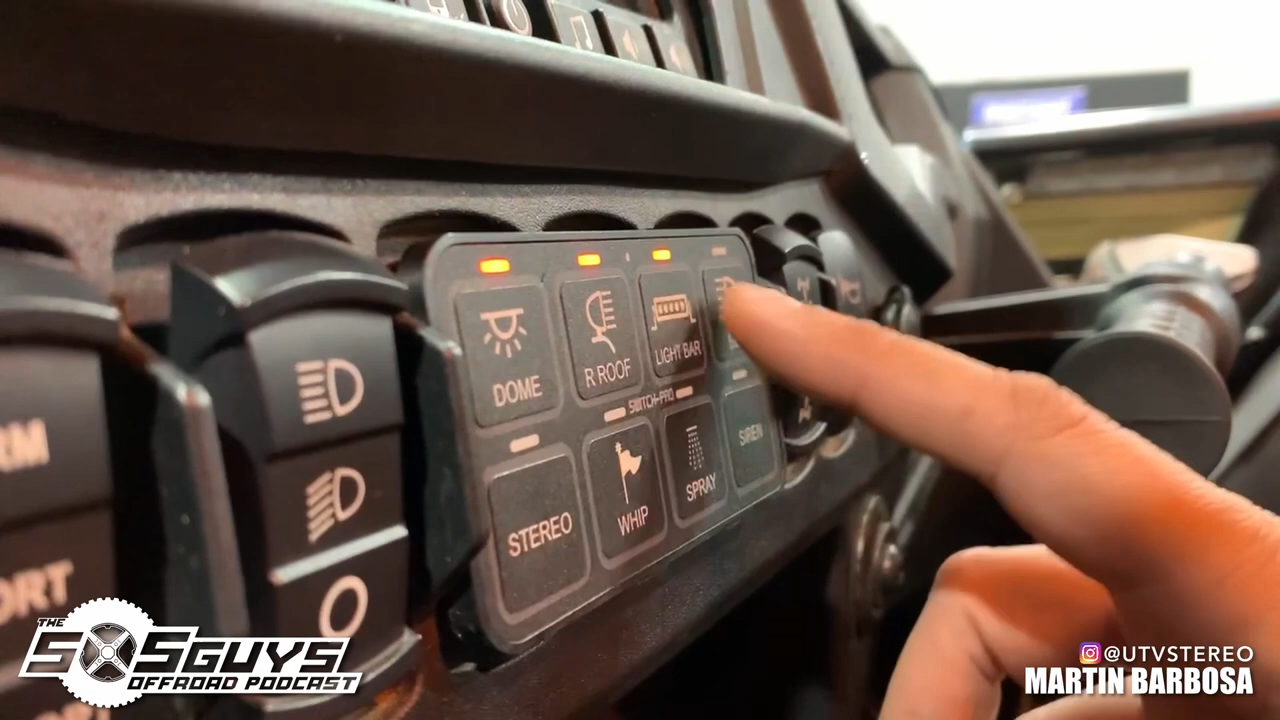 DOME
R ROOF
LIGHT BAR
SWITCH-PRO
STEREO
WHIP
SPRAY
SIREN
RM
ORT
THE
SXSGUYS
OFFROAD PODCAST
@UTVSTEREO
MARTIN BARBOSA